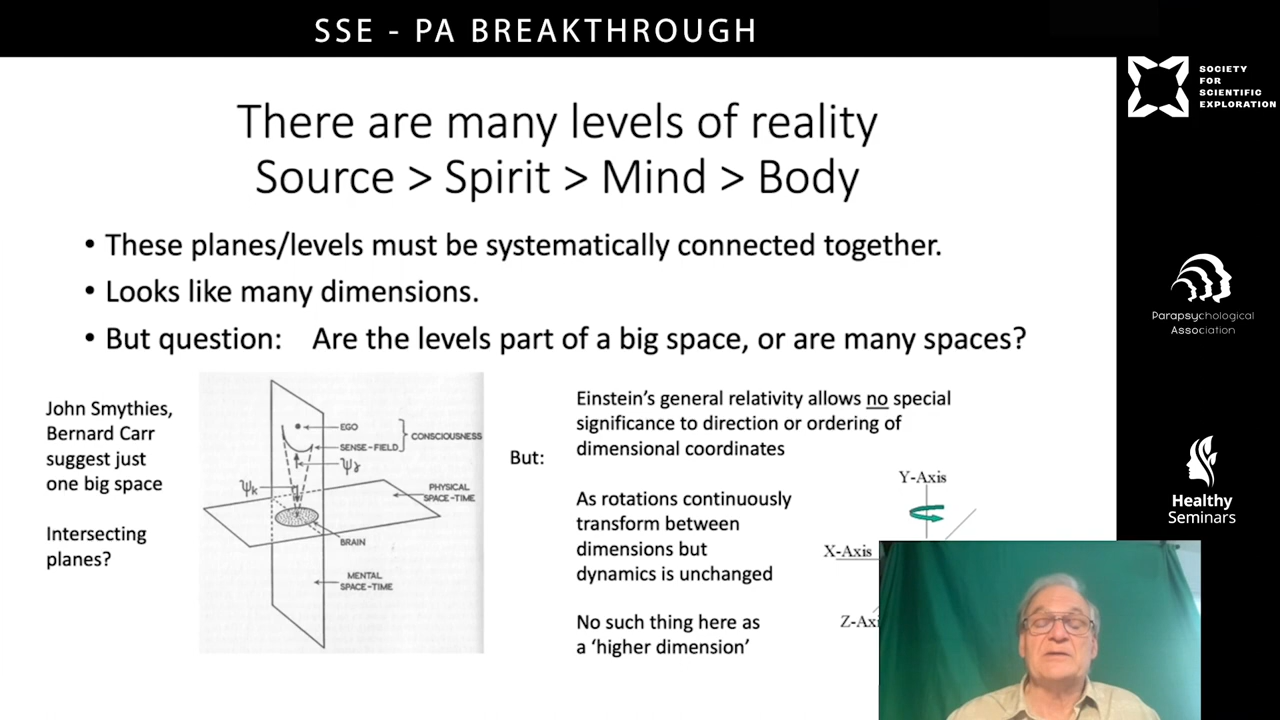 SSE - PA BREAKTHROUGH
SOCIETY
FOR
SCIENTIFIC
EXPLORATION
There are many levels of reality
Source > Spirit > Mind > Body
• These planes/levels must be systematically connected together.
• Looks like many dimensions.
• But question: Are the levels part of a big space, or are many spaces?
Parapsychological
Association
John Smythies,
Bernard Carr
suggest just
one big space
Intersecting
planes?
EGO
SENSE-FIELD
CONSCIOUSNESS
ψk
PHYSICAL
SPACE-TIME
BRAIN
MENTAL
SPACE-TIME
But:
Einstein's general relativity allows no special
significance to direction or ordering of
dimensional coordinates
As rotations continuously
transform between
dimensions but
dynamics is unchanged
No such thing here as
a ‘higher dimension’
Y-Axis
X-Axis
Healthy
Seminars